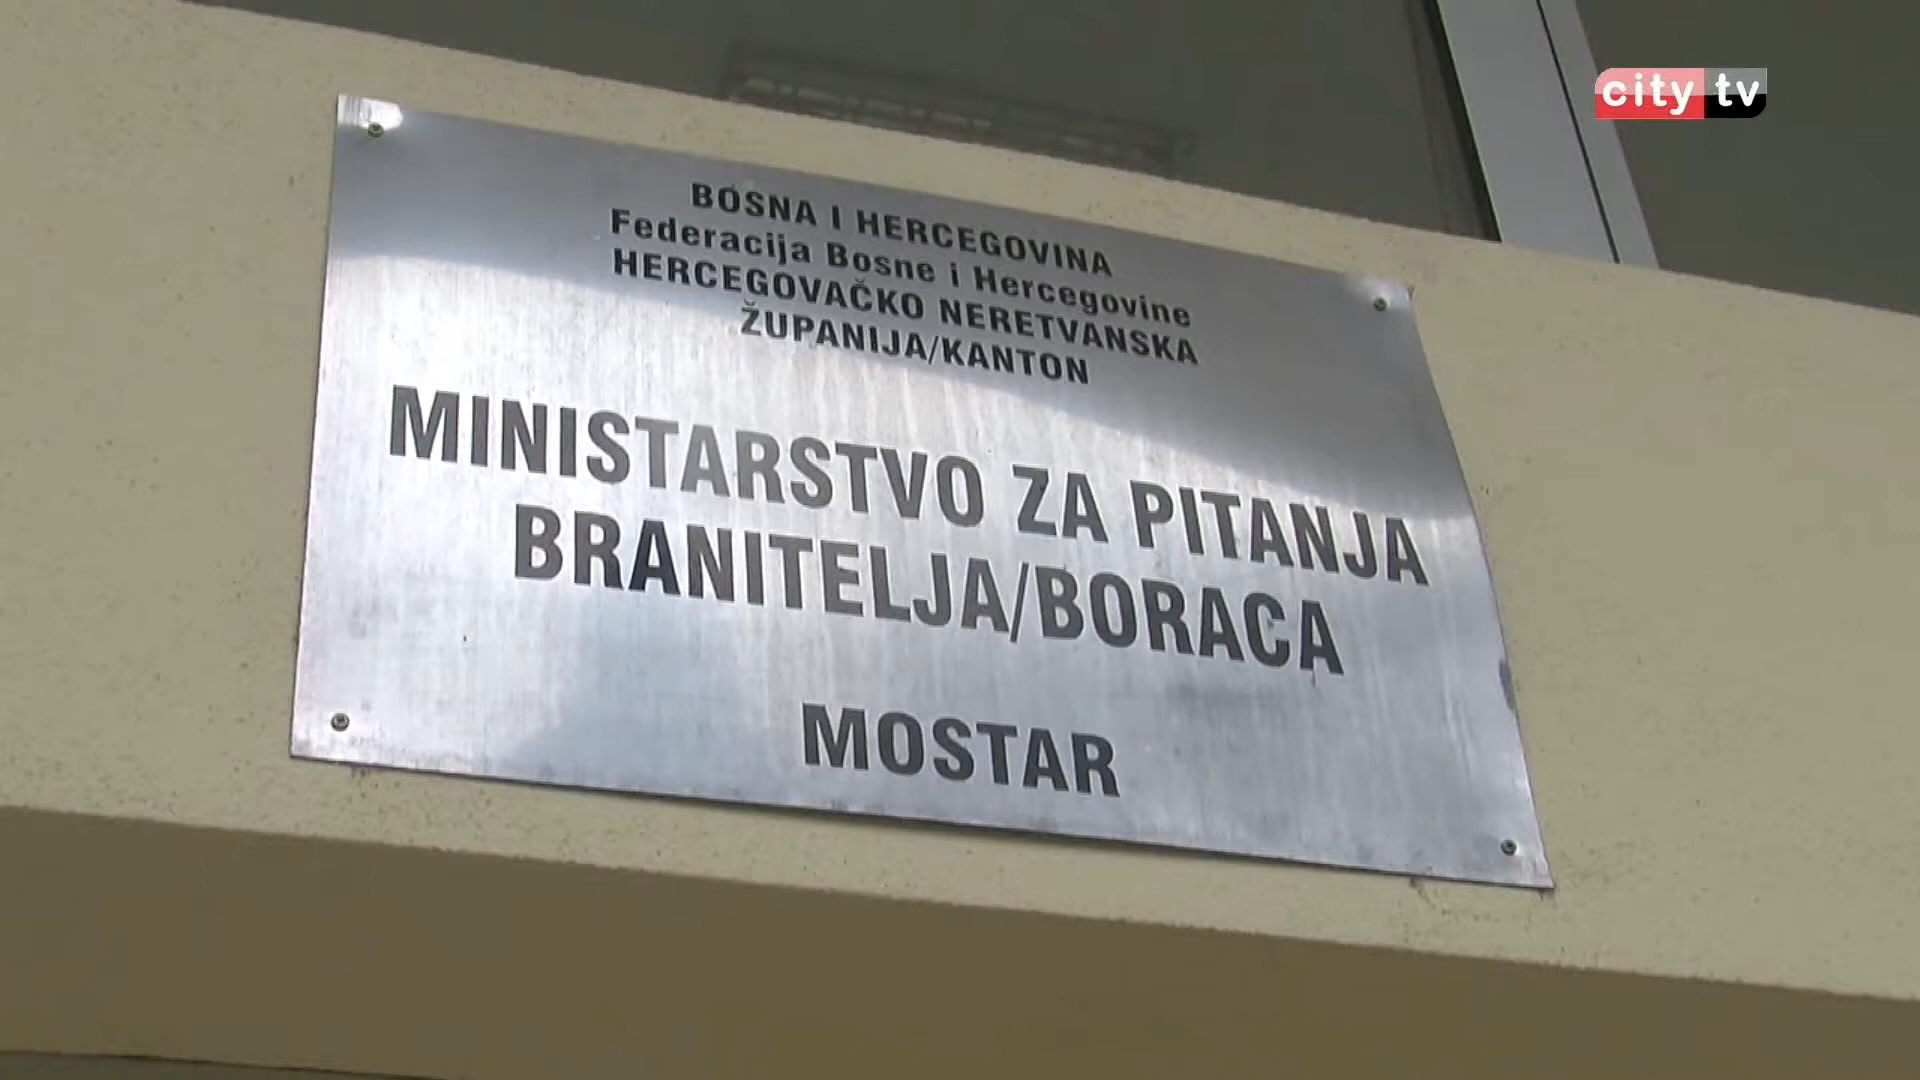 city tv
BOSNA I HERCEGOVINA
Federacija Bosne i Hercegovine
HERCEGOVAČKO NERETVANSKA
ŽUPANIJA/KANTON
MINISTARSTVO ZA PITANJA
BRANITELJA/BORACA
MOSTAR